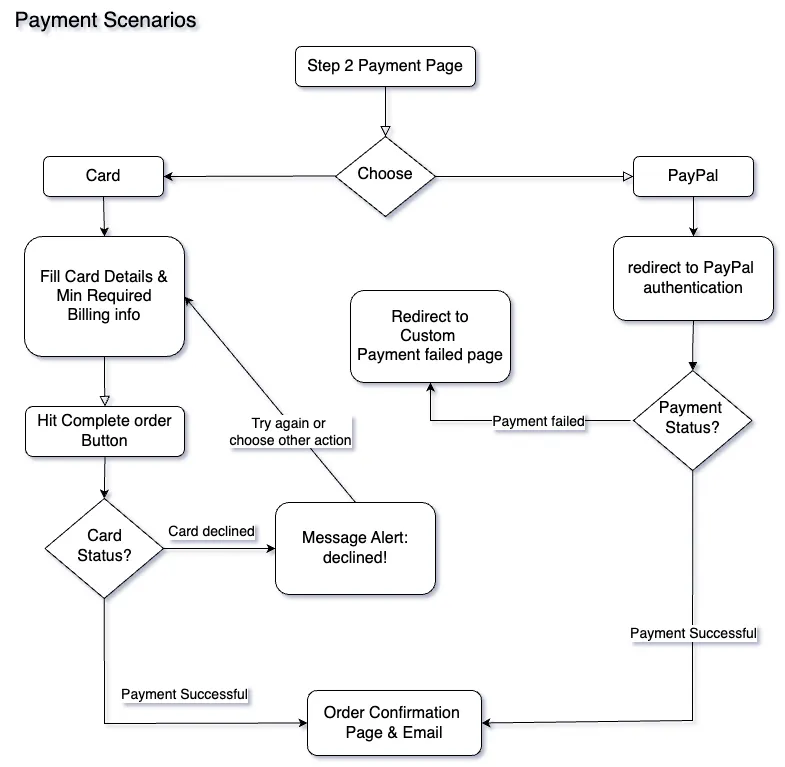 Payment Scenarios
Step 2 Payment Page
Choose
Card
PayPal
Fill Card Details &
Min Required
Billing info
redirect to PayPal
authentication
Redirect to
Custom
Payment failed page
Hit Complete order
Button
Try again or
choose other action
Payment failed
Payment
Status?
Card
Status?
Card declined
Message Alert:
declined!
Payment Successful
Payment Successful
Order Confirmation
Page & Email